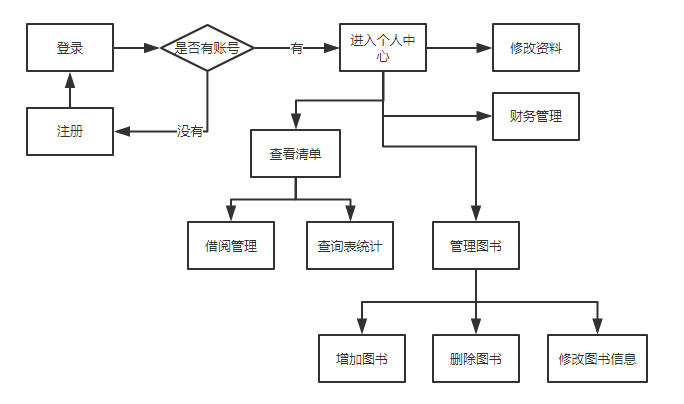 登录
是否有账号
有
进入个人中
心
修改资料
财务管理
注册
没有
查看清单
借阅管理
查询表统计
管理图书
增加图书
删除图书
修改图书信息